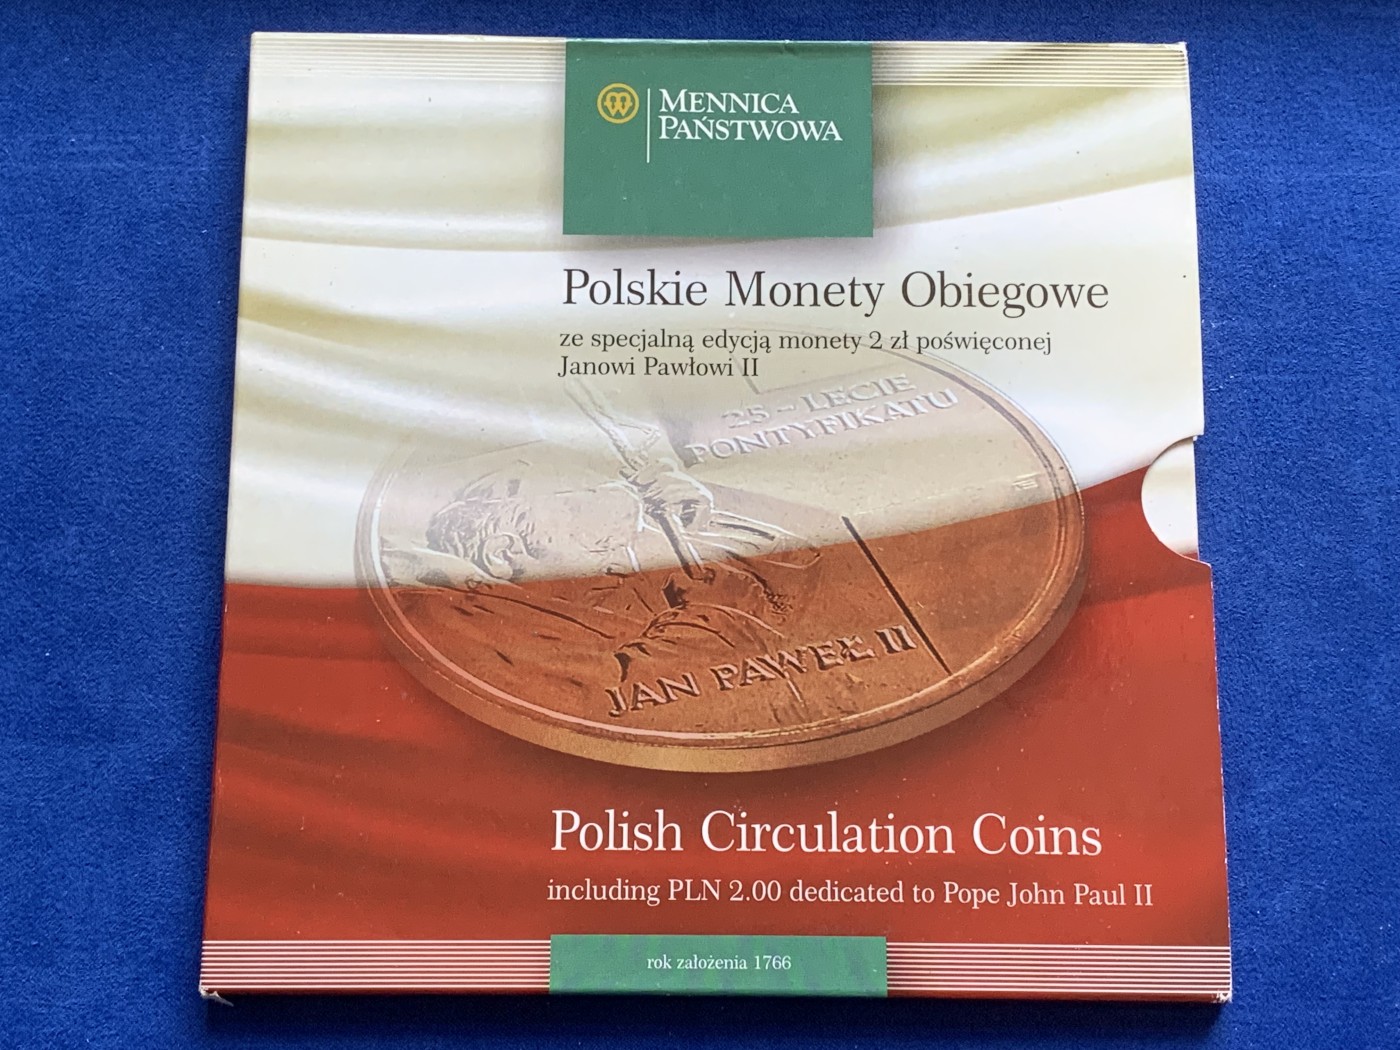 MENNICA
PAŃSTWOWA
Polskie Monety Obiegowe
ze specjalną edycją monety 2 zł poświęconej
Janowi Pawłowi II
25-LECIE
PONTYFIKATU
JAN PAWEŁ II
Polish Circulation Coins
including PLN 2.00 dedicated to Pope John Paul II
rok założenia 1766